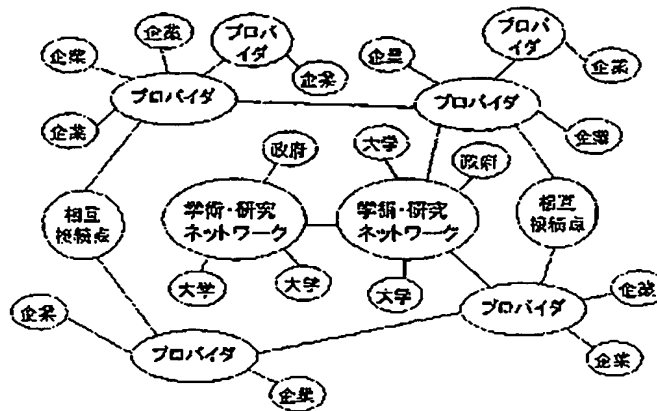 企業
企業
プロバ
イダ
企業
企業
プロバイダ
企業
プロバ
イダ
企業
プロバイダ
企業
政府
大学
政府
学術・研究
ネットワーク
学術・研究
ネットワーク
相互
接続点
相互
接続点
大学
大学
大学
企業
プロバイダ
企業
プロバイダ
企業
企業